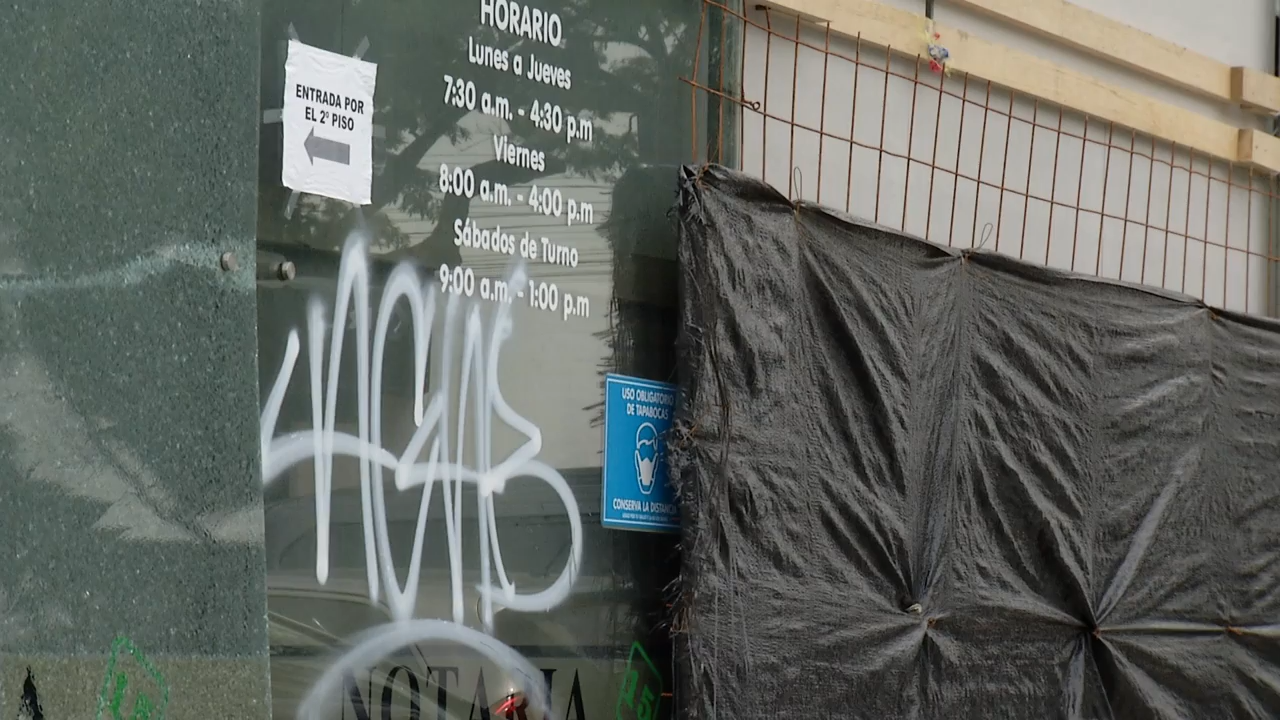 ENTRADA POR
EL 2º PISO
HORARIO
Lunes a Jueves
7:30 a.m. - 4:30 p.m
Viernes
8:00 a.m. - 4:00 p.m
Sábados de Turno
9:00 a.m. - 1:00 p.m
USO OBLIGATORIO
DE TAPABOCAS
CONSERVA LA DISTANCIA
NOTARIA